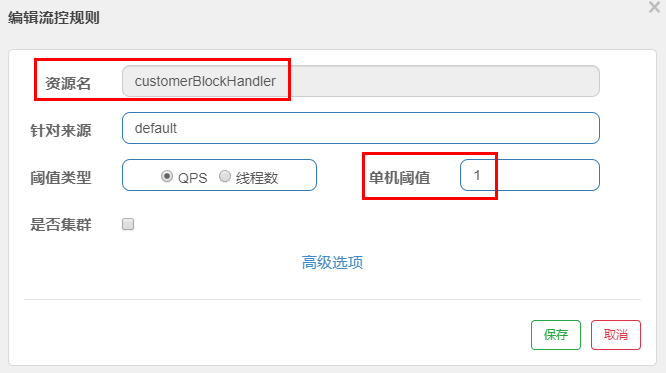 编辑流控规则
×
资源名 customerBlockHandler
针对来源 default
阈值类型 QPS 线程数 单机阈值 1
是否集群
高级选项
保存 取消